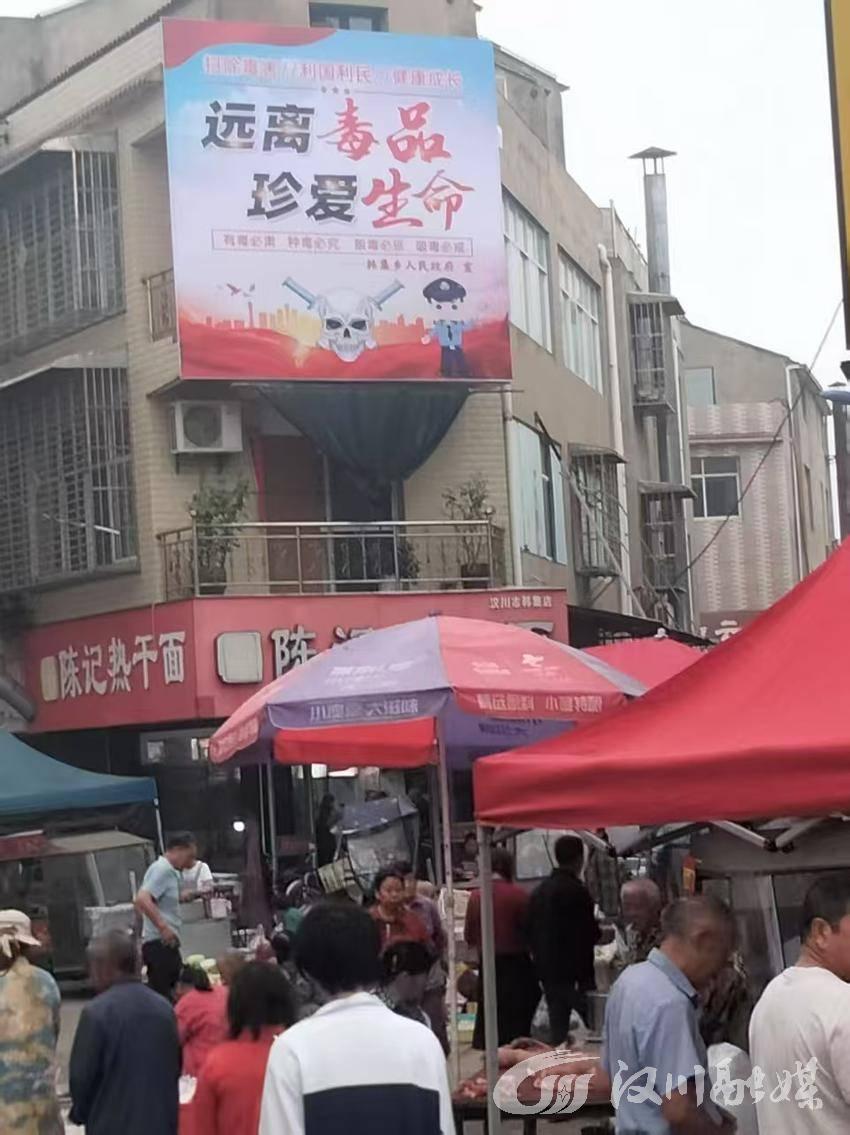 扫除毒害//利国利民//健康成长
远离毒品
珍爱生命
有毒必肃 种毒必究 贩毒必惩 吸毒必戒
韩集乡人民政府 宣
汉川市韩集店
陈记热干面
陈记
汉川融媒